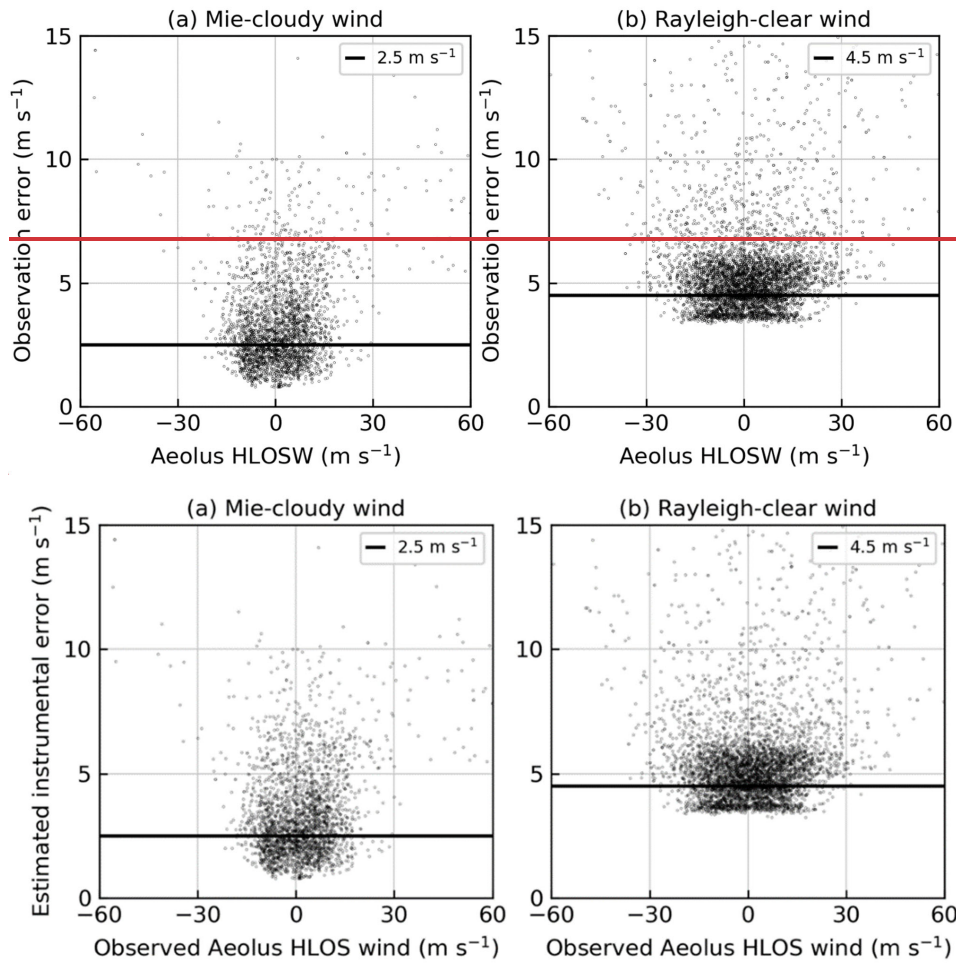 (a) Mie-cloudy wind
(b) Rayleigh-clear wind
Observation error (m s⁻¹)
15
10
5
0
2.5 m s⁻¹
−60
−30
0
30
60
Aeolus HLOSW (m s⁻¹)
Observation error (m s⁻¹)
15
10
5
0
4.5 m s⁻¹
−60
−30
0
30
60
Aeolus HLOSW (m s⁻¹)
(a) Mie-cloudy wind
(b) Rayleigh-clear wind
Estimated instrumental error (m s⁻¹)
15
10
5
0
2.5 m s⁻¹
−60
−30
0
30
60
Observed Aeolus HLOS wind (m s⁻¹)
15
10
5
0
4.5 m s⁻¹
−60
−30
0
30
60
Observed Aeolus HLOS wind (m s⁻¹)